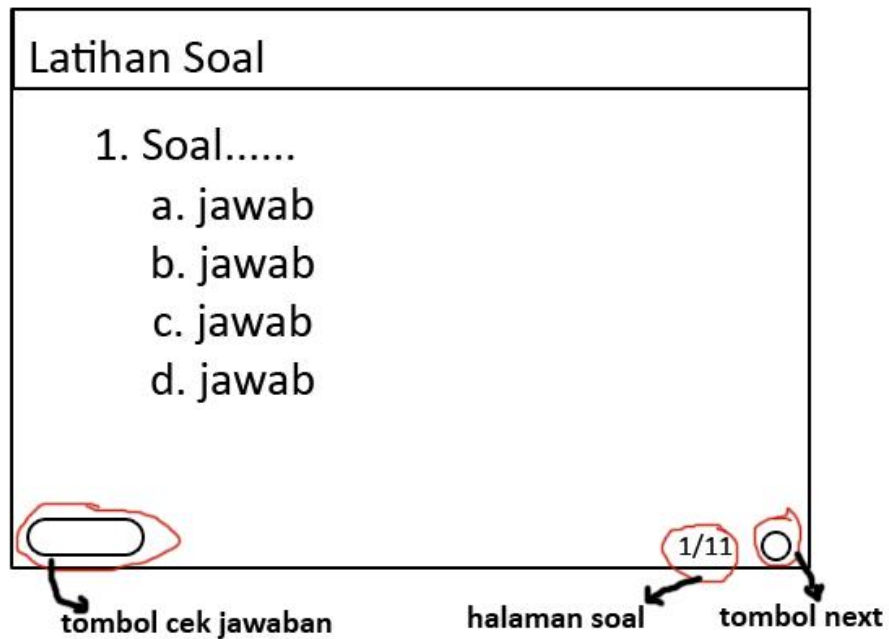 Latihan Soal
1. Soal......
a. jawab
b. jawab
c. jawab
d. jawab
1/11
tombol cek jawaban
halaman soal
tombol next